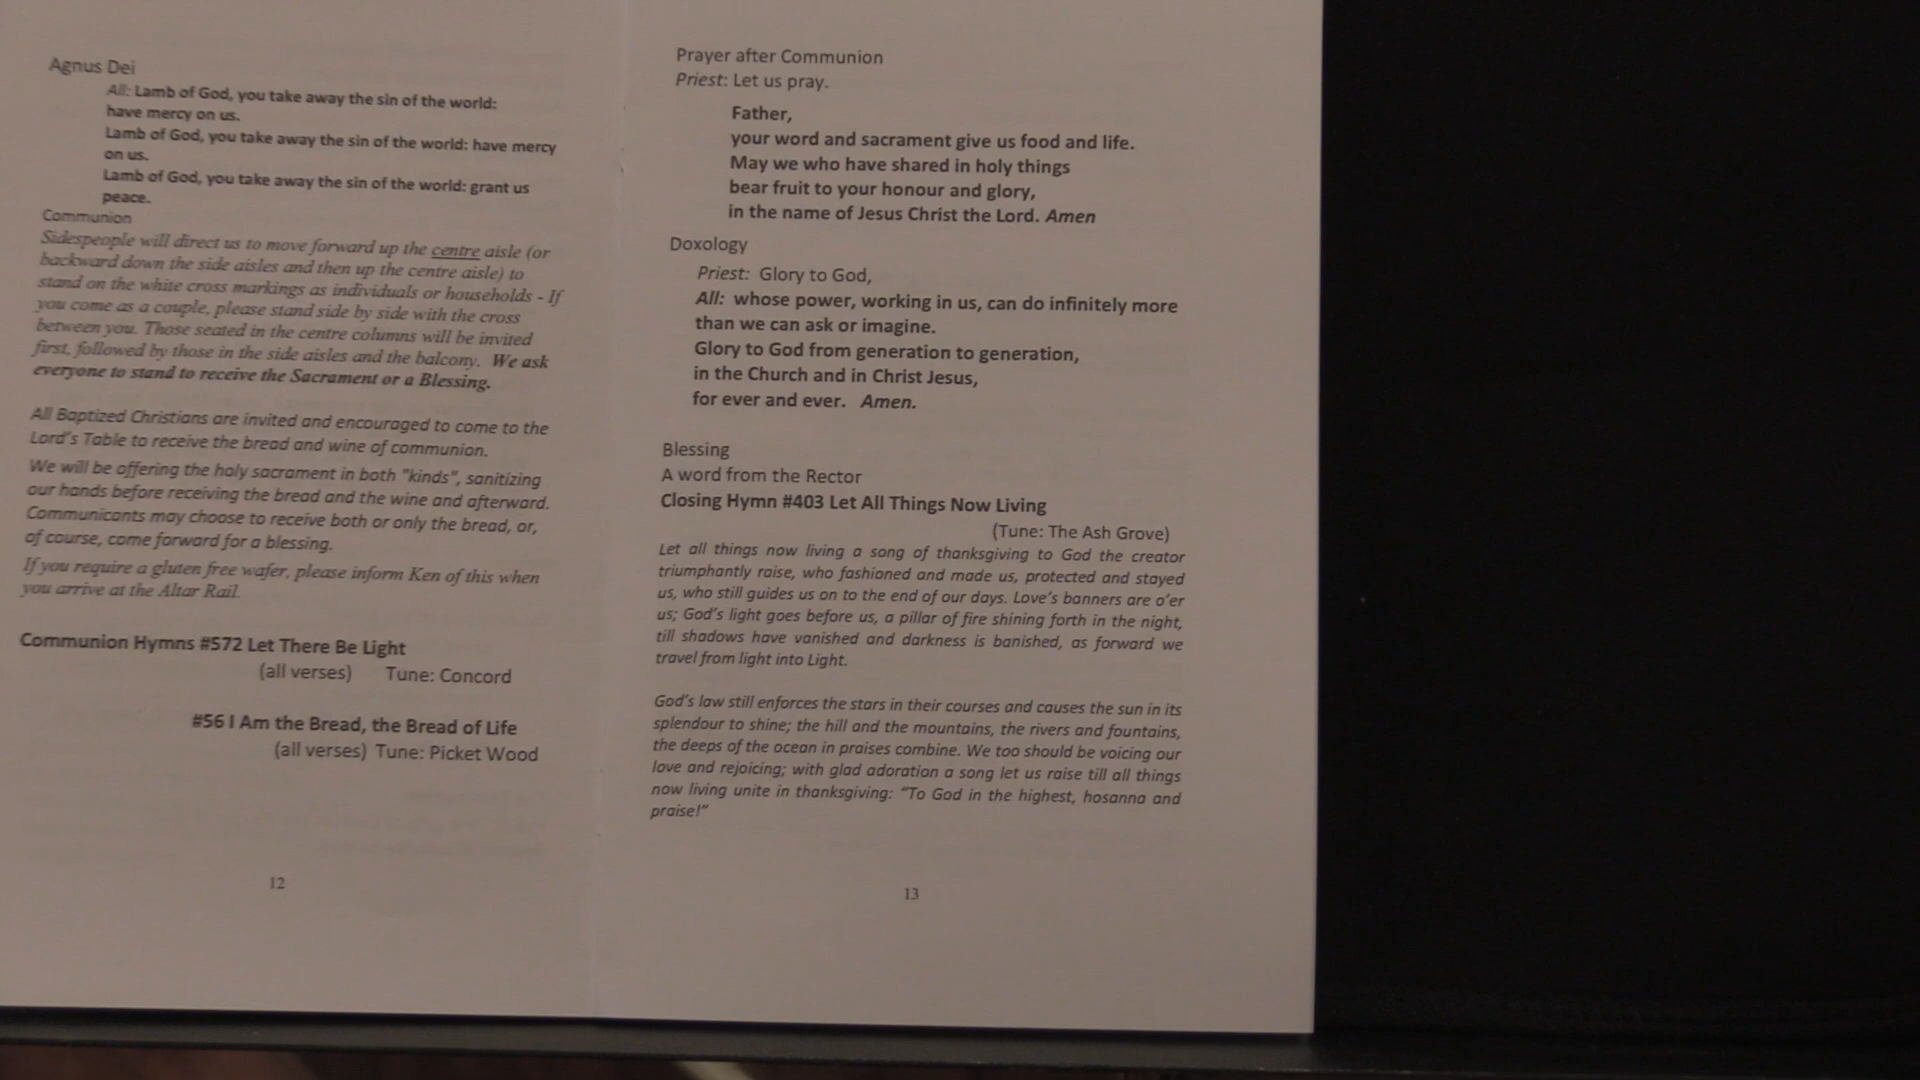 Agnus Dei
All: Lamb of God, you take away the sin of the world:
have mercy on us.
Lamb of God, you take away the sin of the world: have mercy
on us.
Lamb of God, you take away the sin of the world: grant us
peace.
Communion
Sidespeople will direct us to move forward up the centre aisle (or
backward down the side aisles and then up the centre aisle) to
stand on the white cross markings as individuals or households - If
you come as a couple, please stand side by side with the cross
between you. Those seated in the centre columns will be invited
first, followed by those in the side aisles and the balcony. We ask
everyone to stand to receive the Sacrament or a Blessing.
All Baptized Christians are invited and encouraged to come to the
Lord's Table to receive the bread and wine of communion.
We will be offering the holy sacrament in both "kinds", sanitizing
our hands before receiving the bread and the wine and afterward.
Communicants may choose to receive both or only the bread, or,
of course, come forward for a blessing.
If you require a gluten free wafer, please inform Ken of this when
you arrive at the Altar Rail.
Communion Hymns #572 Let There Be Light
(all verses) Tune: Concord
#56 I Am the Bread, the Bread of Life
(all verses) Tune: Picket Wood
12
Prayer after Communion
Priest: Let us pray.
Father,
your word and sacrament give us food and life.
May we who have shared in holy things
bear fruit to your honour and glory,
in the name of Jesus Christ the Lord. Amen
Doxology
Priest: Glory to God,
All: whose power, working in us, can do infinitely more
than we can ask or imagine.
Glory to God from generation to generation,
in the Church and in Christ Jesus,
for ever and ever. Amen.
Blessing
A word from the Rector
Closing Hymn #403 Let All Things Now Living
(Tune: The Ash Grove)
Let all things now living a song of thanksgiving to God the creator
triumphantly raise, who fashioned and made us, protected and stayed
us, who still guides us on to the end of our days. Love's banners are o'er
us; God's light goes before us, a pillar of fire shining forth in the night,
till shadows have vanished and darkness is banished, as forward we
travel from light into Light.
God's law still enforces the stars in their courses and causes the sun in its
splendour to shine; the hill and the mountains, the rivers and fountains,
the deeps of the ocean in praises combine. We too should be voicing our
love and rejoicing; with glad adoration a song let us raise till all things
now living unite in thanksgiving: "To God in the highest, hosanna and
praise!"
13